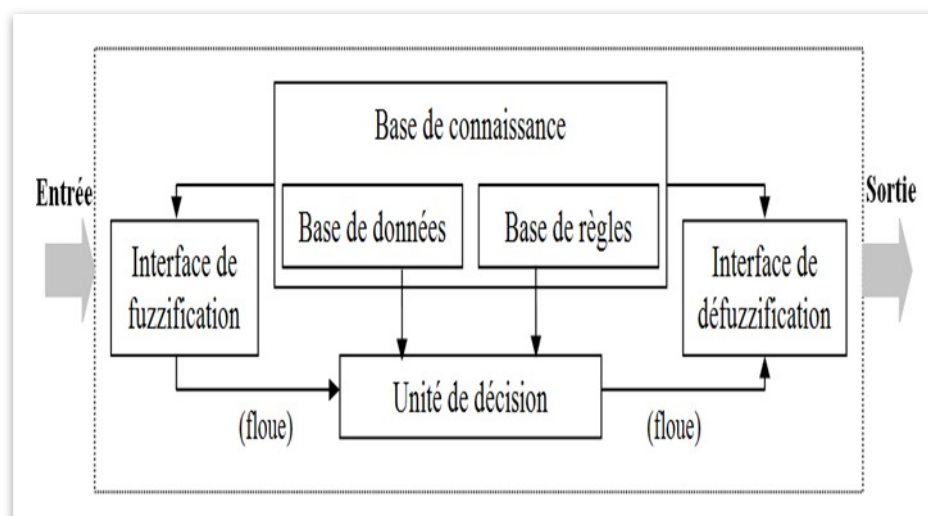 Base de connaissance
Entrée
Sortie
Base de données
Base de règles
Interface de
fuzzification
Interface de
défuzzification
Unité de décision
(floue)
(floue)